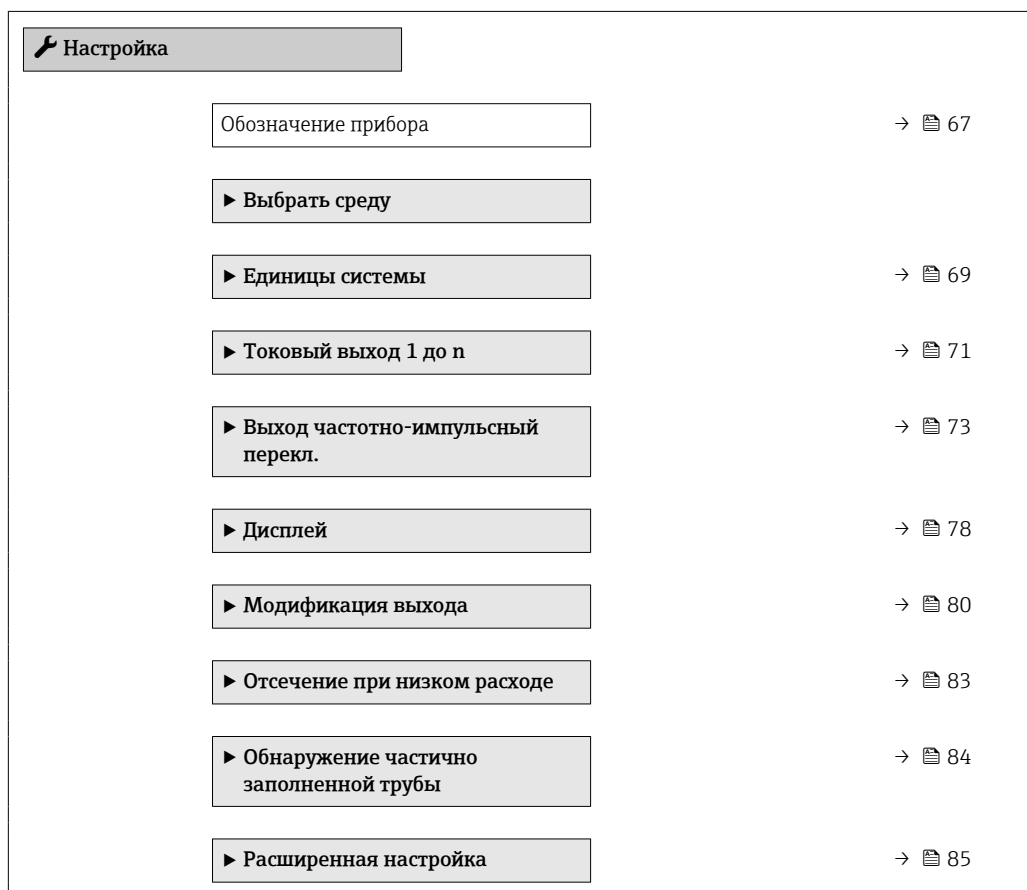 Настройка
Обозначение прибора → 67
▶ Выбрать среду
▶ Единицы системы → 69
▶ Токовый выход 1 до n → 71
▶ Выход частотно-импульсный → 73
перекл.
▶ Дисплей → 78
▶ Модификация выхода → 80
▶ Отсечение при низком расходе → 83
▶ Обнаружение частично → 84
заполненной трубы
▶ Расширенная настройка → 85